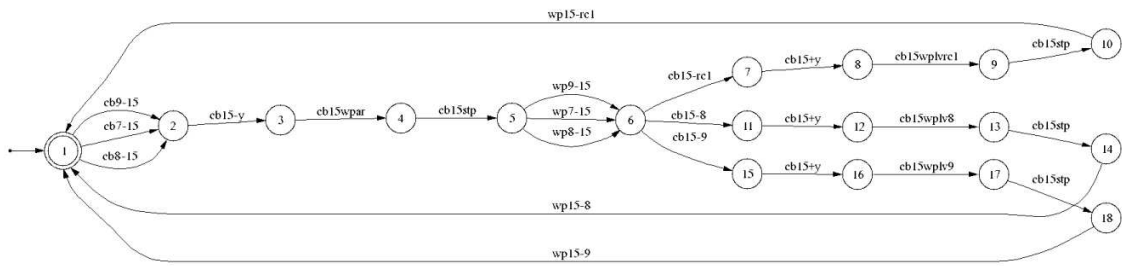 wp15-rc1
10
cb15stp
cb15wplvrc1
9
cb15+y
8
7
cb15-rc1
wp9-15
cb9-15
cb15-y
cb15wpar
cb15stp
wp7-15
cb7-15
2
3
4
5
6
cb15-8
11
cb15+y
12
cb15wplv8
13
cb15stp
14
1
cb8-15
wp8-15
cb15-9
15
cb15+y
16
cb15wplv9
17
cb15stp
18
wp15-8
wp15-9